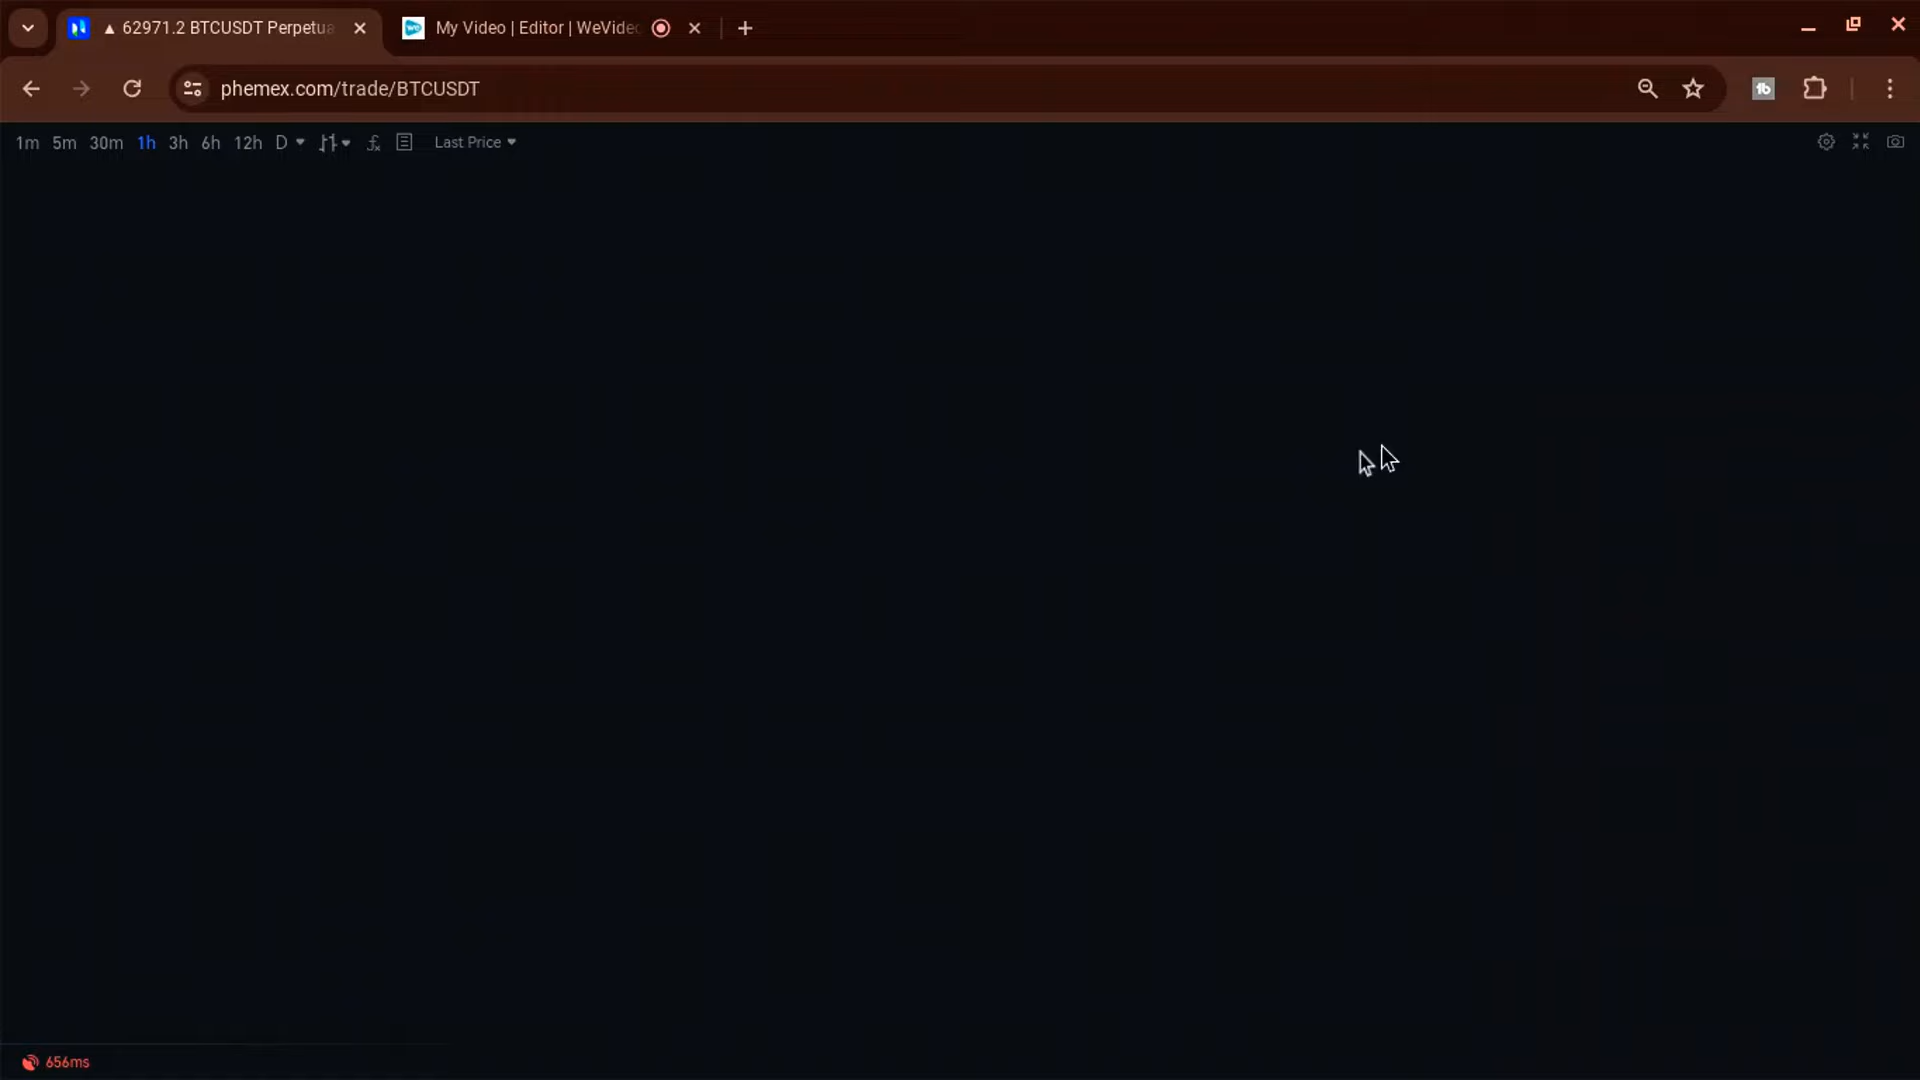 ▲ 62971.2 BTCUSDT Perpetua
My Video | Editor | WeVide
phemex.com/trade/BTCUSDT
tb
1m 5m 30m 1h 3h 6h 12h D Last Price
656ms